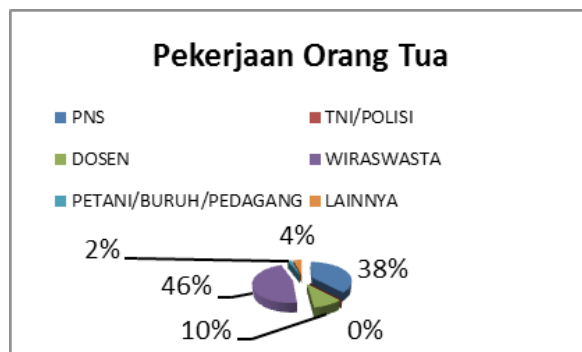 Pekerjaan Orang Tua
PNS TNI/POLISI
DOSEN WIRASWASTA
PETANI/BURUH/PEDAGANG LAINNYA
2% 4%
38%
46%
10% 0%